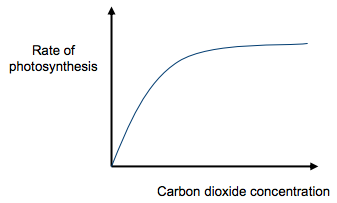 Rate of
photosynthesis
Carbon dioxide concentration